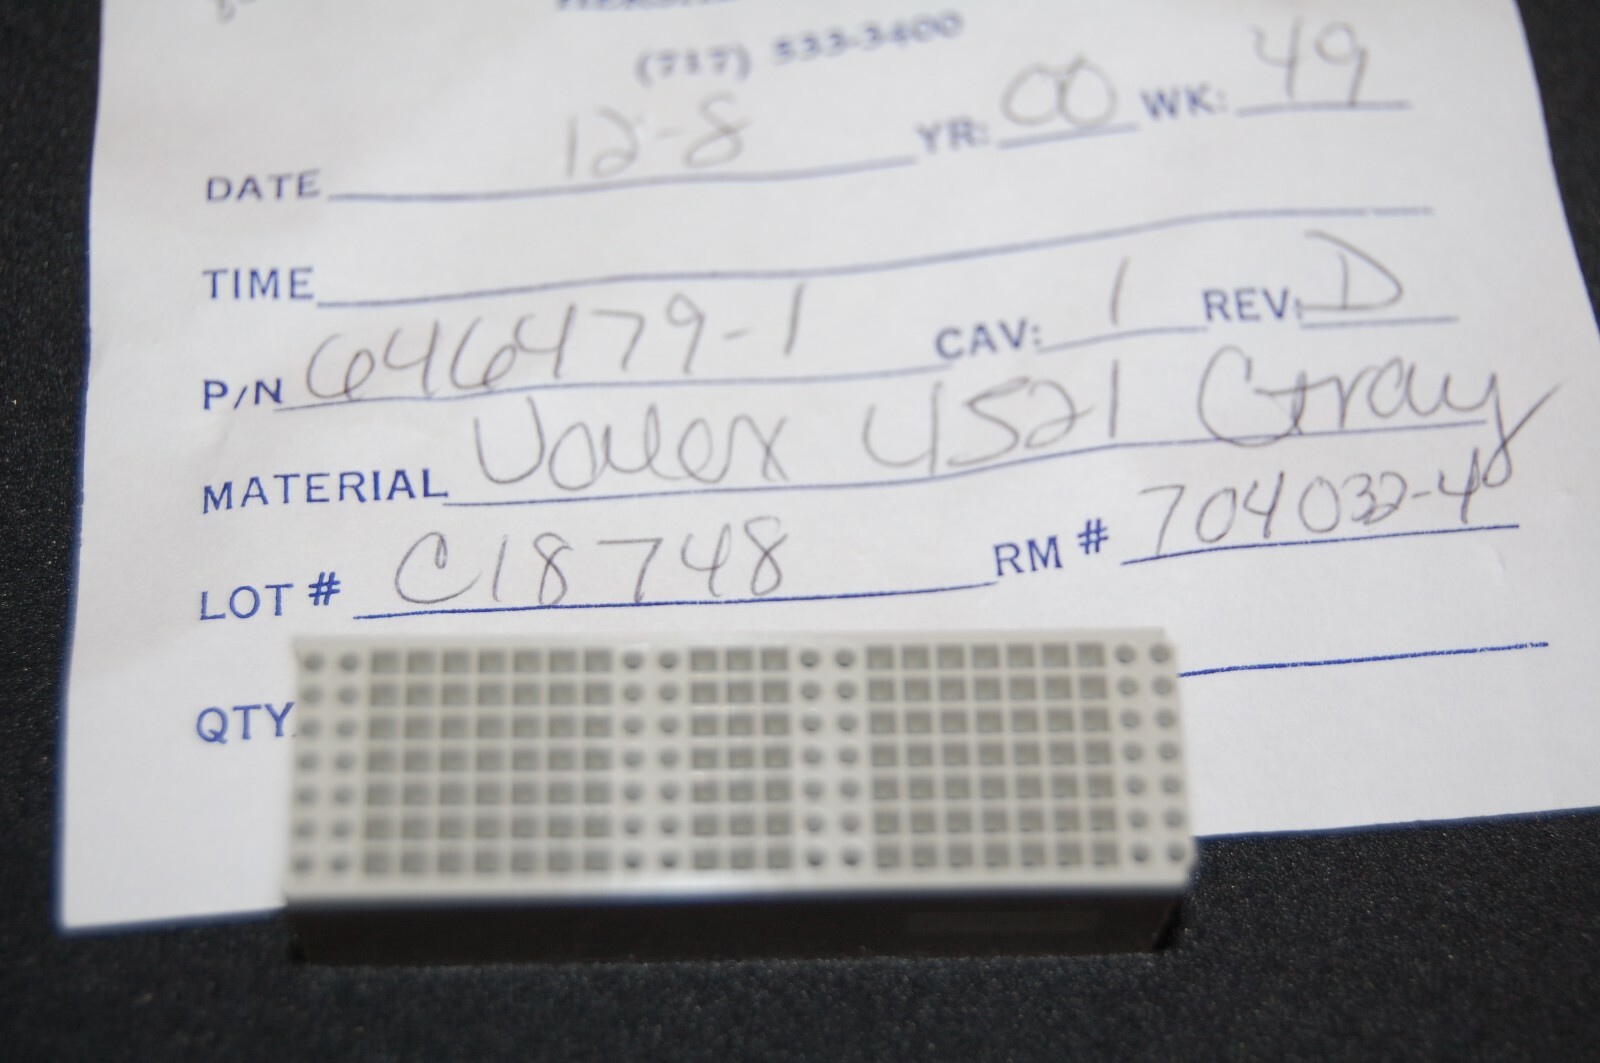 (717) 533-3400
DATE 12-8 YR: 00 WK: 49
TIME
P/N 646479-1 CAV: 1 REV: D
MATERIAL Valox 4521 Gray
LOT # C18748 RM # 704032-4
QTY